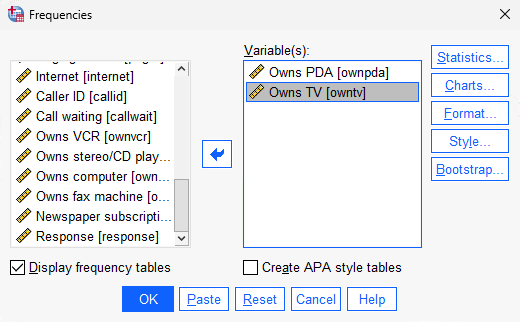 Frequencies
Variable(s):
Internet [internet]
Caller ID [callid]
Call waiting [callwait]
Owns VCR [ownvcr]
Owns stereo/CD play...
Owns computer [own...
Owns fax machine [o...
Newspaper subscripti...
Response [response]
Owns PDA [ownpda]
Owns TV [owntv]
Statistics...
Charts...
Format...
Style...
Bootstrap...
Display frequency tables
Create APA style tables
OK
Paste
Reset
Cancel
Help